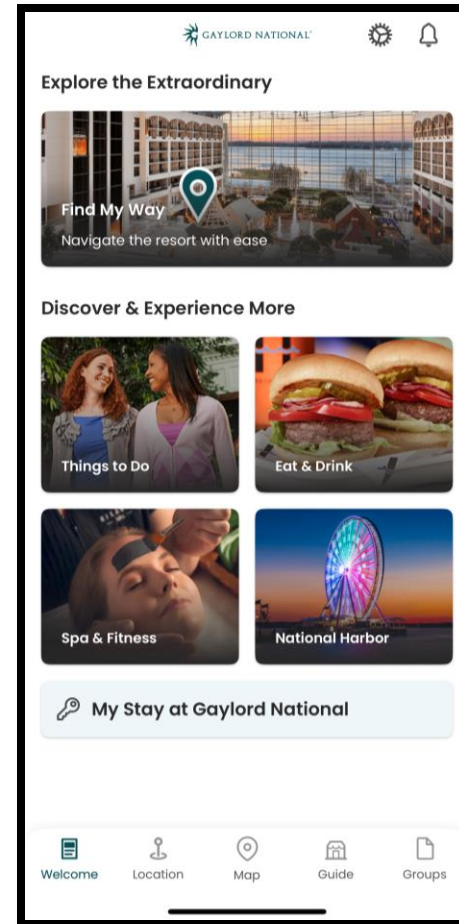 GAYLORD NATIONAL®
Explore the Extraordinary
Find My Way
Navigate the resort with ease
Discover & Experience More
Things to Do
Eat & Drink
Spa & Fitness
National Harbor
My Stay at Gaylord National
Welcome
Location
Map
Guide
Groups